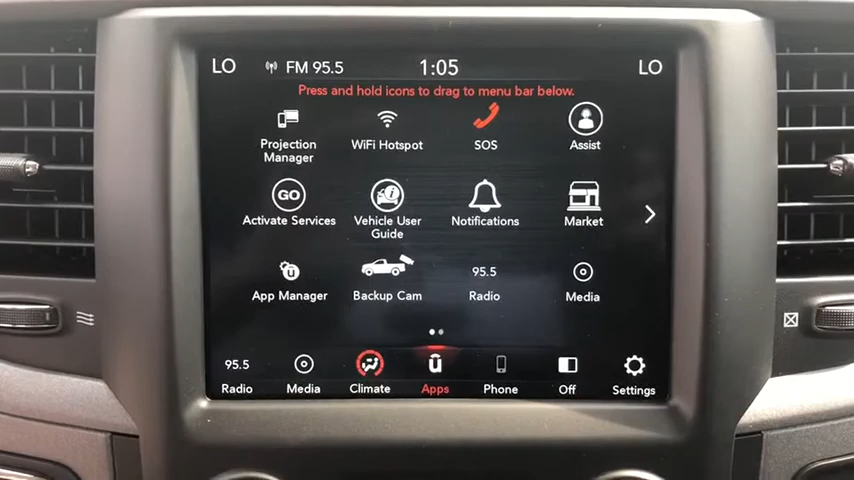 LO FM 95.5 1:05 LO
Press and hold icons to drag to menu bar below.
Projection Manager
WiFi Hotspot
SOS
Assist
GO
Activate Services
Vehicle User Guide
Notifications
Market
App Manager
Backup Cam
95.5
Radio
Media
95.5
Radio
Media
Climate
Apps
Phone
Off
Settings